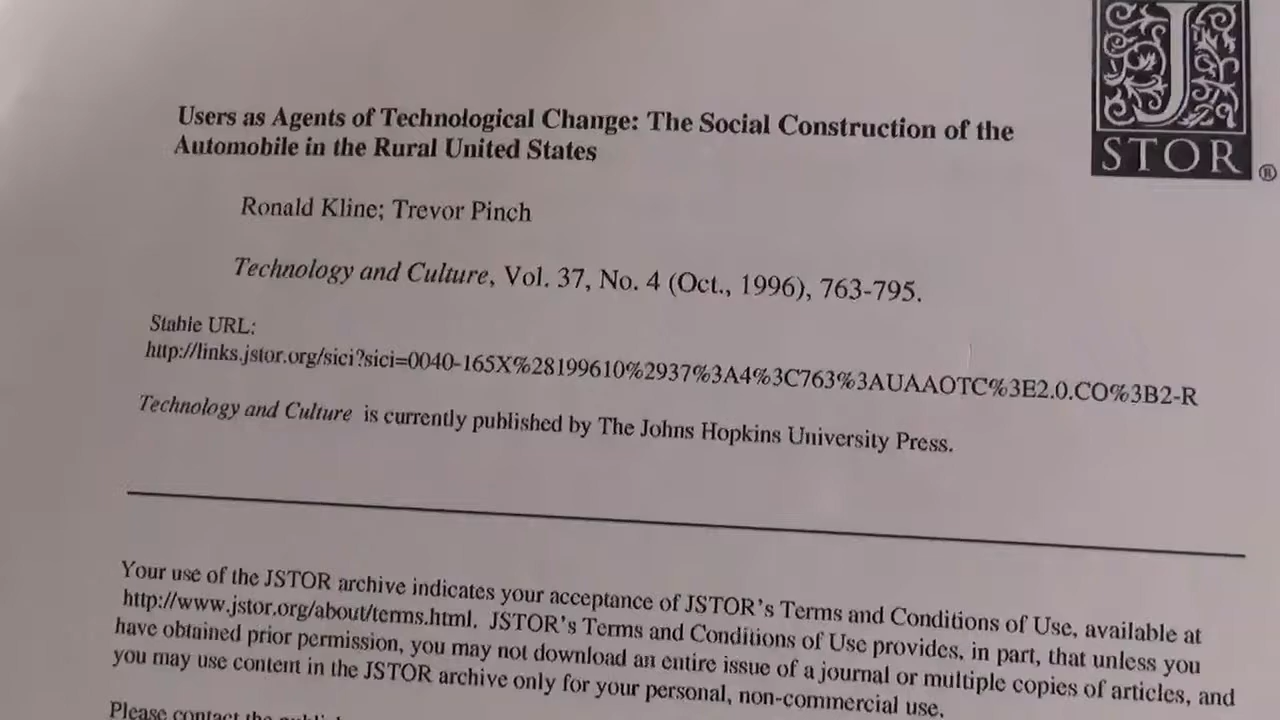 J
STOR ®
Users as Agents of Technological Change: The Social Construction of the
Automobile in the Rural United States
Ronald Kline; Trevor Pinch
Technology and Culture, Vol. 37, No. 4 (Oct., 1996), 763-795.
Stable URL:
http://links.jstor.org/sici?sici=0040-165X%28199610%2937%3A4%3C763%3AUAAOTC%3E2.0.CO%3B2-R
Technology and Culture is currently published by The Johns Hopkins University Press.
Your use of the JSTOR archive indicates your acceptance of JSTOR's Terms and Conditions of Use, available at
http://www.jstor.org/about/terms.html. JSTOR's Terms and Conditions of Use provides, in part, that unless you
have obtained prior permission, you may not download an entire issue of a journal or multiple copies of articles, and
you may use content in the JSTOR archive only for your personal, non-commercial use.
Please contact the